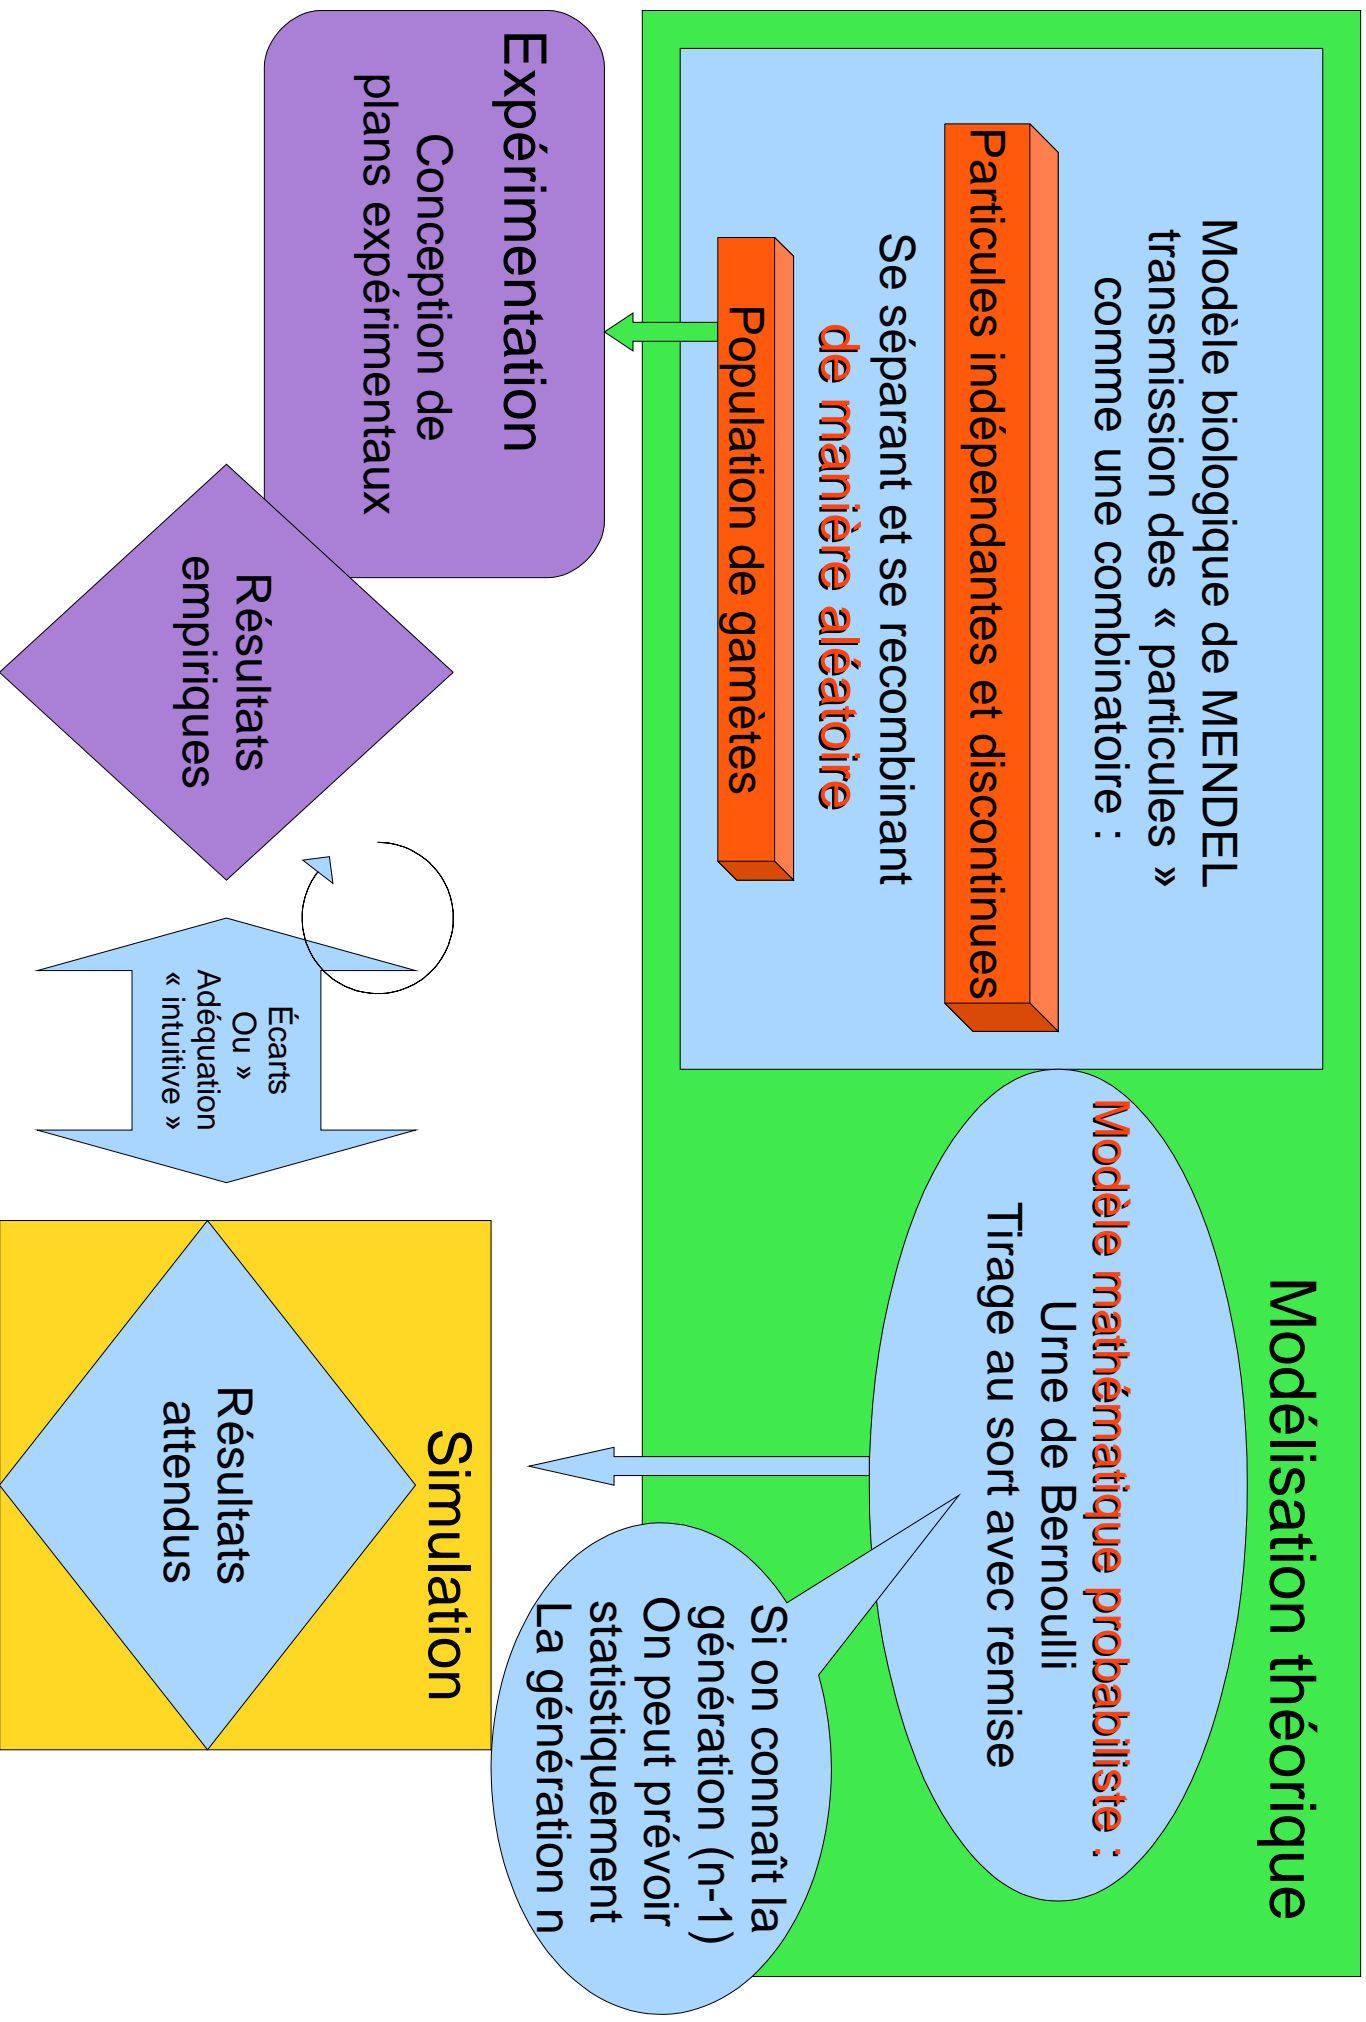 Modélisation théorique
Modèle biologique de MENDEL
transmission des « particules »
comme une combinatoire :
Particules indépendantes et discontinues
Se séparant et se recombinant
de manière aléatoire
Population de gamètes
Modèle mathématique probabiliste :
Urne de Bernoulli
Tirage au sort avec remise
Si on connaît la
génération (n-1)
On peut prévoir
statistiquement
La génération n
Expérimentation
Conception de
plans expérimentaux
Résultats
empiriques
Écarts
Ou »
Adéquation
« intuitive »
Simulation
Résultats
attendus